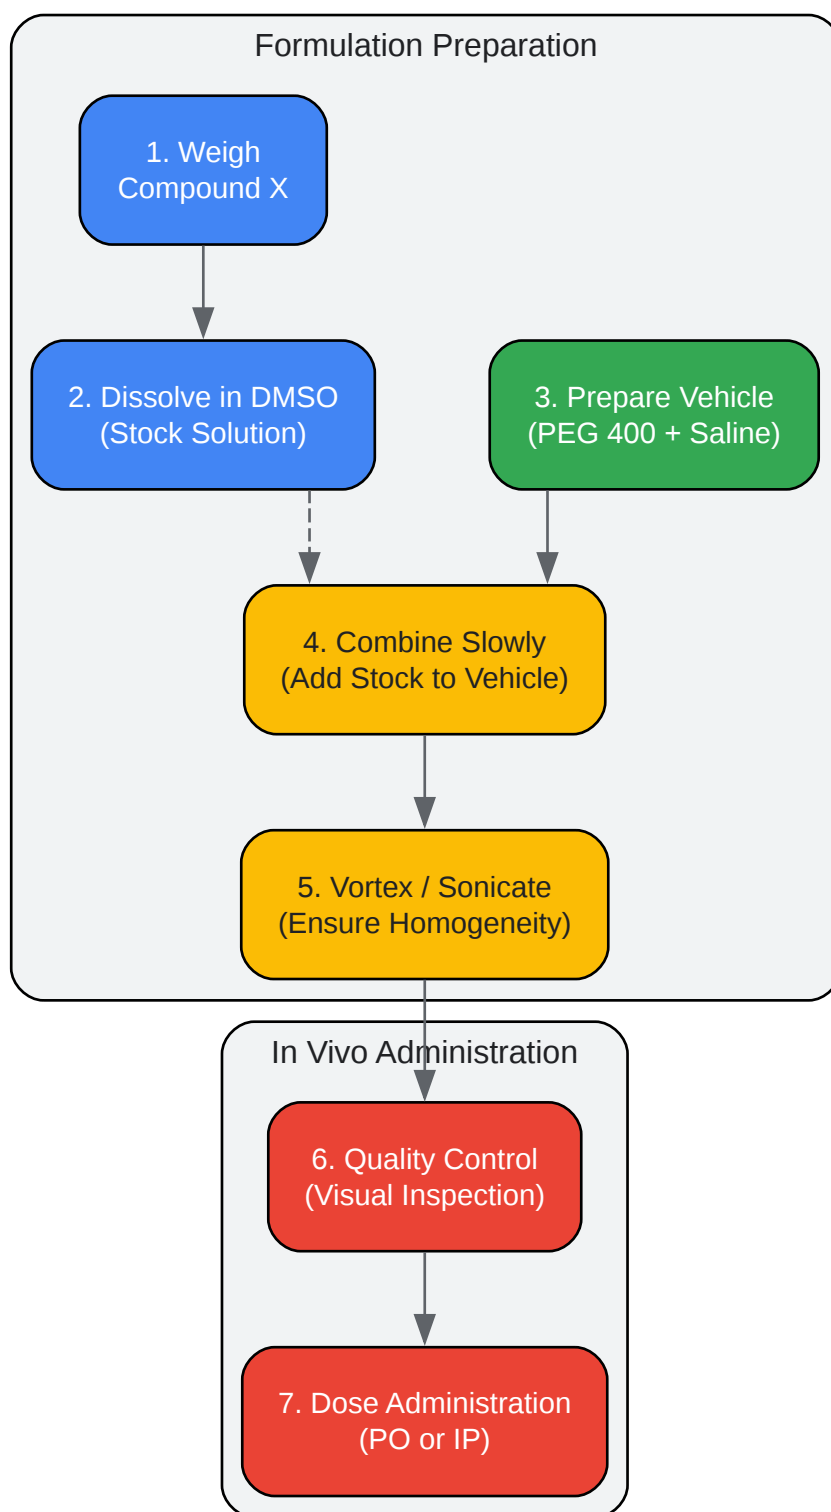 Formulation Preparation
1. Weigh
Compound X
2. Dissolve in DMSO
(Stock Solution)
3. Prepare Vehicle
(PEG 400 + Saline)
4. Combine Slowly
(Add Stock to Vehicle)
5. Vortex / Sonicate
(Ensure Homogeneity)
In Vivo Administration
6. Quality Control
(Visual Inspection)
7. Dose Administration
(PO or IP)